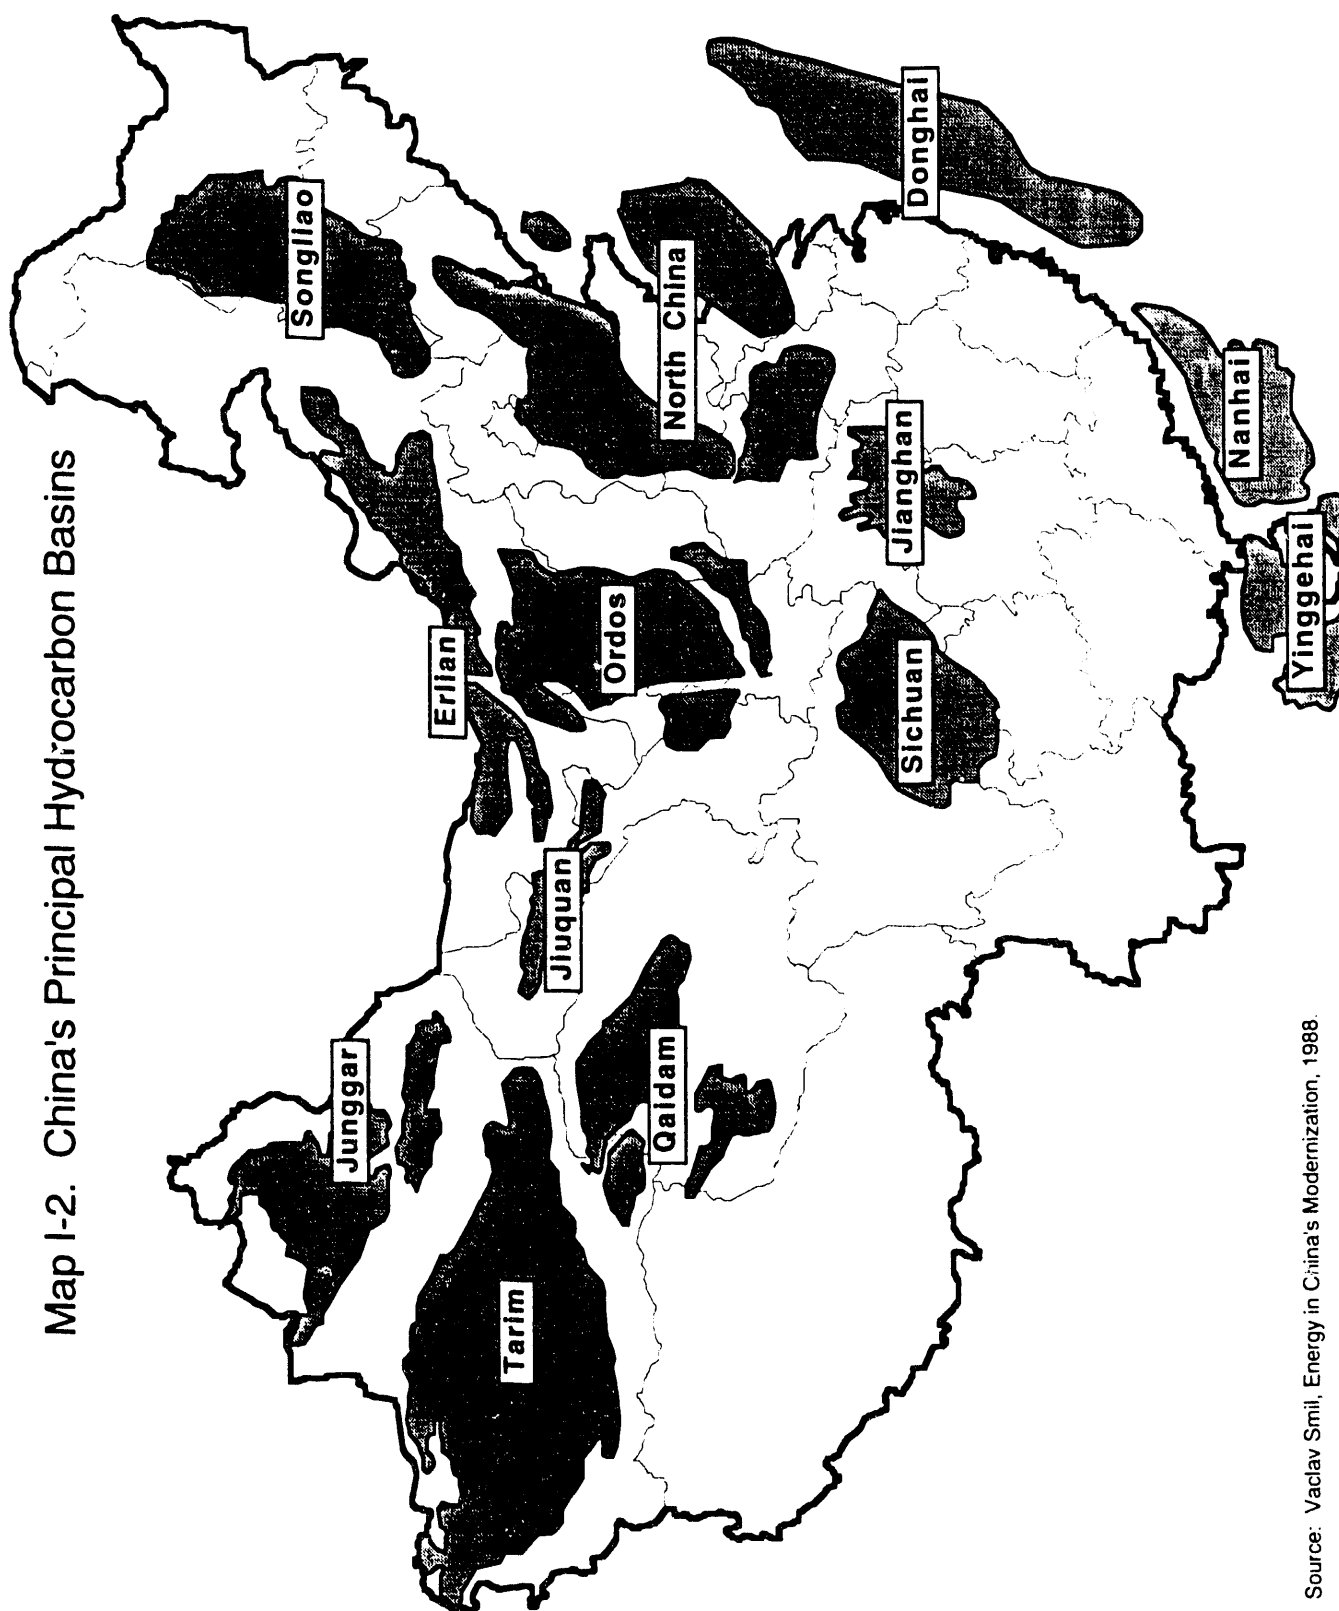 Map I-2. China's Principal Hydrocarbon Basins
Songliao
Erlian
Junggar
Jiuquan
Tarim
Qaidam
Ordos
North China
Donghai
Jianghan
Sichuan
Nanhai
Yinggehai
Source: Vaclav Smil, Energy in China's Modernization, 1988.